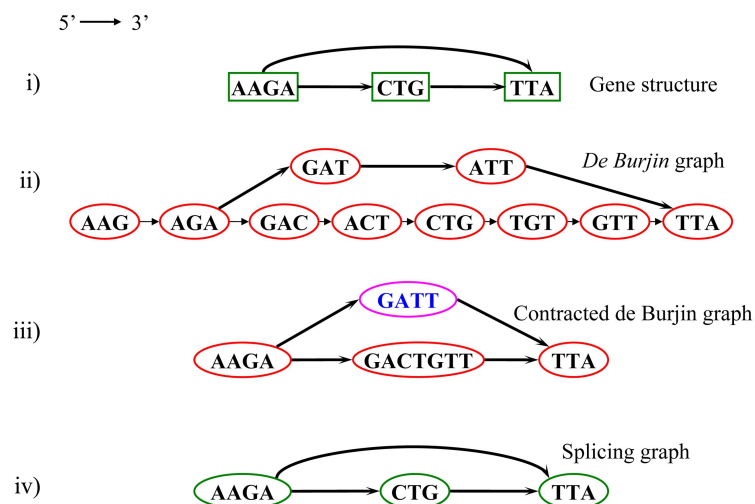 5’ 3’
i) AAGA CTG TTA Gene structure
GAT ATT De Burjin graph
ii)
AAG AGA GAC ACT CTG TGT GTT TTA
GATT Contracted de Burjin graph
iii)
AAGA GACTGTT TTA
Splicing graph
iv) AAGA CTG TTA